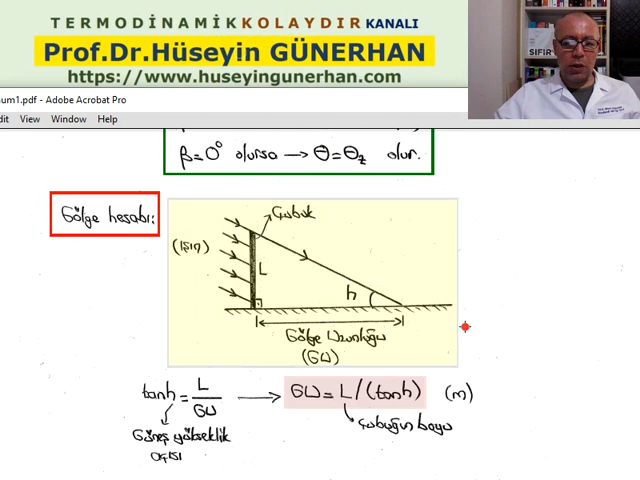 TERMODİNAMİKKOLAYDIR KANALI
Prof.Dr.Hüseyin GÜNERHAN
https://www.huseyingunerhan.com
SIFIR
um1.pdf - Adobe Acrobat Pro
dit View Window Help
β=0° olursa → θ=θz olur.
Gölge hesabı:
Çubuk
(Işın)
L
h
Gölge Uzunluğu
(GU)
tanh = L/GU → GU = L/(tanh) (m)
Güneş yükseklik
açısı
Çubuğun boyu